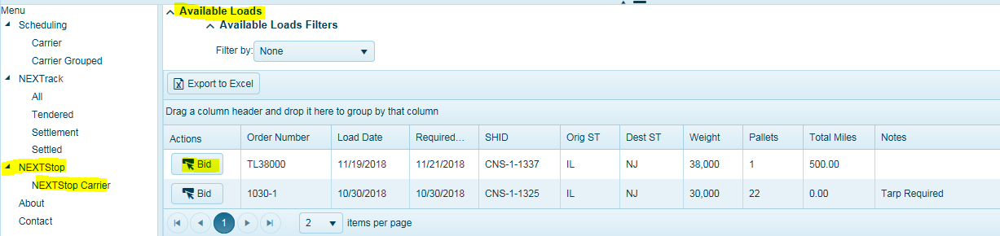 Menu
Scheduling
Carrier
Carrier Grouped
NEXTrack
All
Tendered
Settlement
Settled
NEXTStop
NEXTStop Carrier
About
Contact
Available Loads
Available Loads Filters
Filter by: None
Export to Excel
Drag a column header and drop it here to group by that column
Actions Order Number Load Date Required... SHID Orig ST Dest ST Weight Pallets Total Miles Notes
Bid TL38000 11/19/2018 11/21/2018 CNS-1-1337 IL NJ 38,000 1 500.00
Bid 1030-1 10/30/2018 10/30/2018 CNS-1-1325 IL NJ 30,000 22 0.00 Tarp Required
1 2 items per page